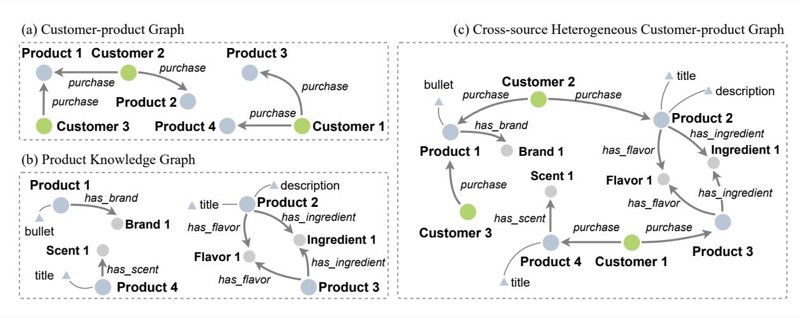 (a) Customer-product Graph
Product 1 Customer 2
Product 3
purchase
purchase
purchase
purchase
Product 2
purchase
Customer 3
Product 4
Customer 1
(b) Product Knowledge Graph
Product 1
has_brand
Brand 1
bullet
Scent 1
has_scent
title
Product 4
description
title
Product 2
has_flavor
has_ingredient
Ingredient 1
Flavor 1
has_ingredient
has_flavor
Product 3
(c) Cross-source Heterogeneous Customer-product Graph
title
bullet
Customer 2
description
purchase
purchase
Product 2
has_brand
has_ingredient
Product 1
Brand 1
has_flavor
Ingredient 1
Scent 1
Flavor 1
purchase
has_ingredient
has_scent
has_flavor
Customer 3
purchase
purchase
Product 3
Product 4
Customer 1
title